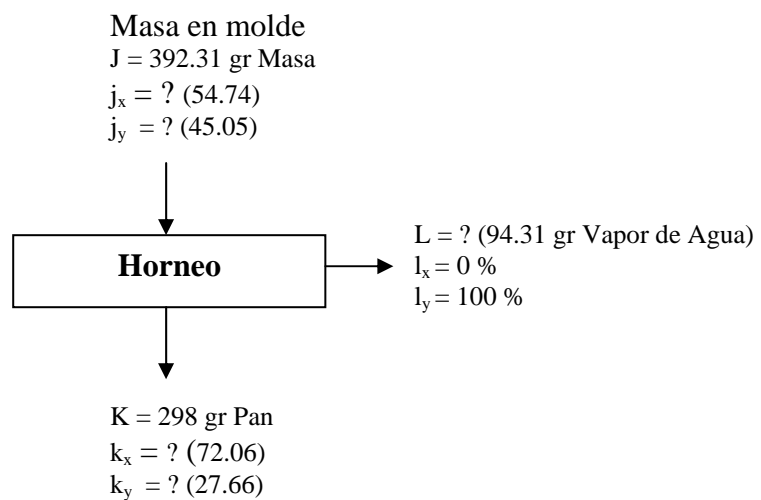 Masa en molde
J = 392.31 gr Masa
jx = ? (54.74)
jy = ? (45.05)
Horneo
L = ? (94.31 gr Vapor de Agua)
lx = 0 %
ly = 100 %
K = 298 gr Pan
kx = ? (72.06)
ky = ? (27.66)